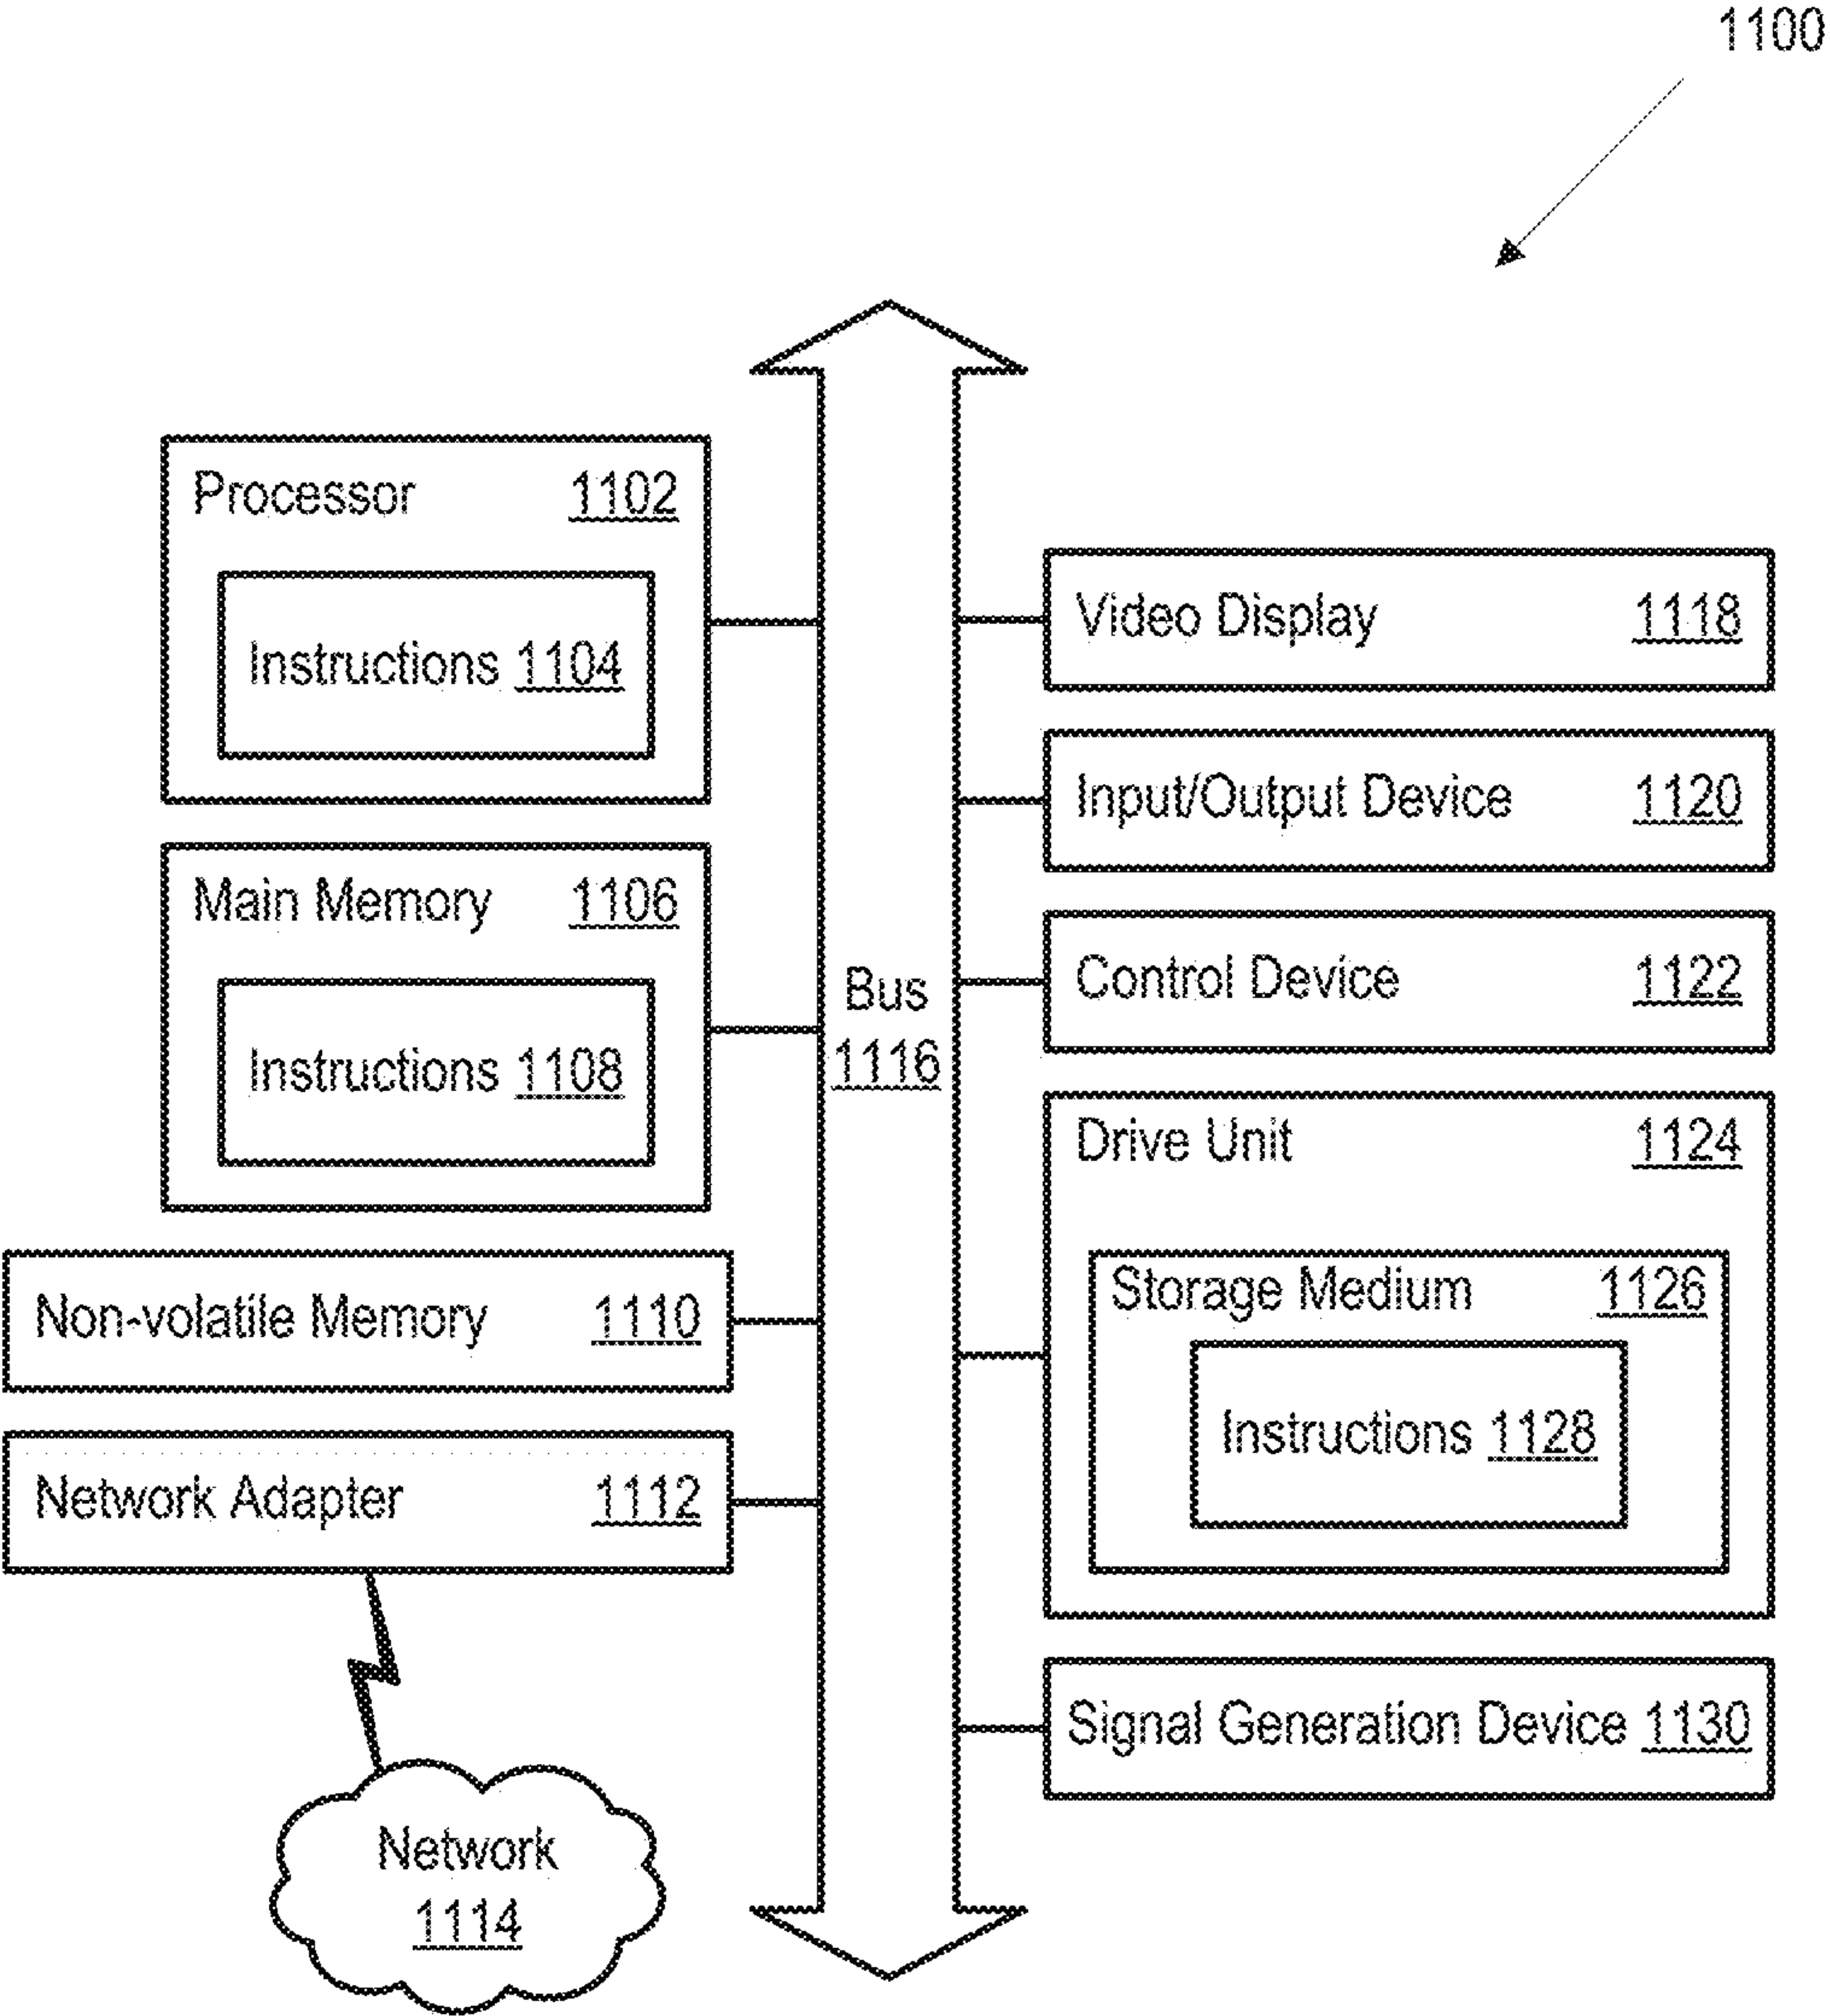 1100
Processor 1102
Instructions 1104
Main Memory 1106
Instructions 1108
Non-volatile Memory 1110
Network Adapter 1112
Network
1114
Bus
1116
Video Display 1118
Input/Output Device 1120
Control Device 1122
Drive Unit 1124
Storage Medium 1126
Instructions 1128
Signal Generation Device 1130